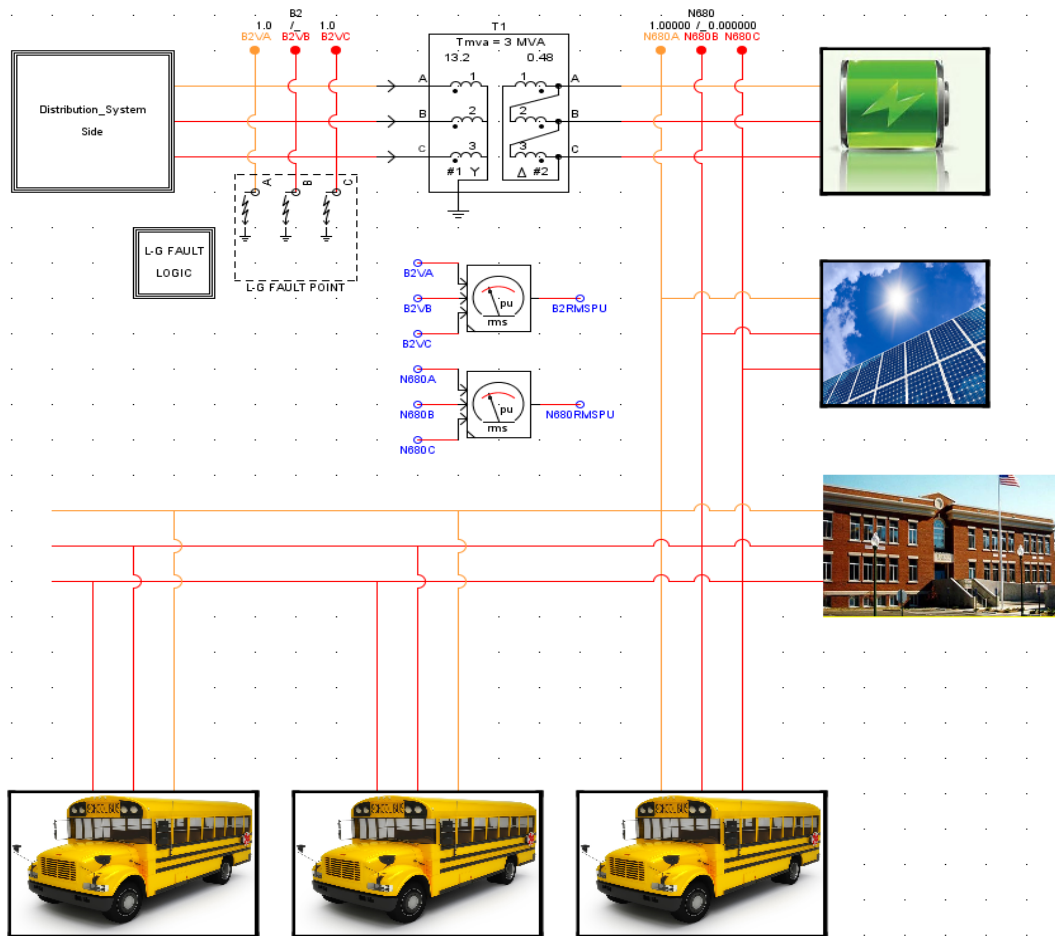 B2
1.0 /_ 1.0
B2VA B2VB B2VC
N680
1.00000 /_0.000000
N680A N680B N680C
T1
Tmva = 3 MVA
13.2 0.48
Distribution_System
Side
A 1 1 A
B 2 2 B
C 3 3 C
#1 Y Δ #2
A B C
L-G FAULT POINT
L-G FAULT
LOGIC
B2VA
B2VB
B2VC
pu
rms
B2RMSPU
N680A
N680B
N680C
pu
rms
N680RMSPU
SCHOOL BUS
SCHOOL BUS
SCHOOL BUS